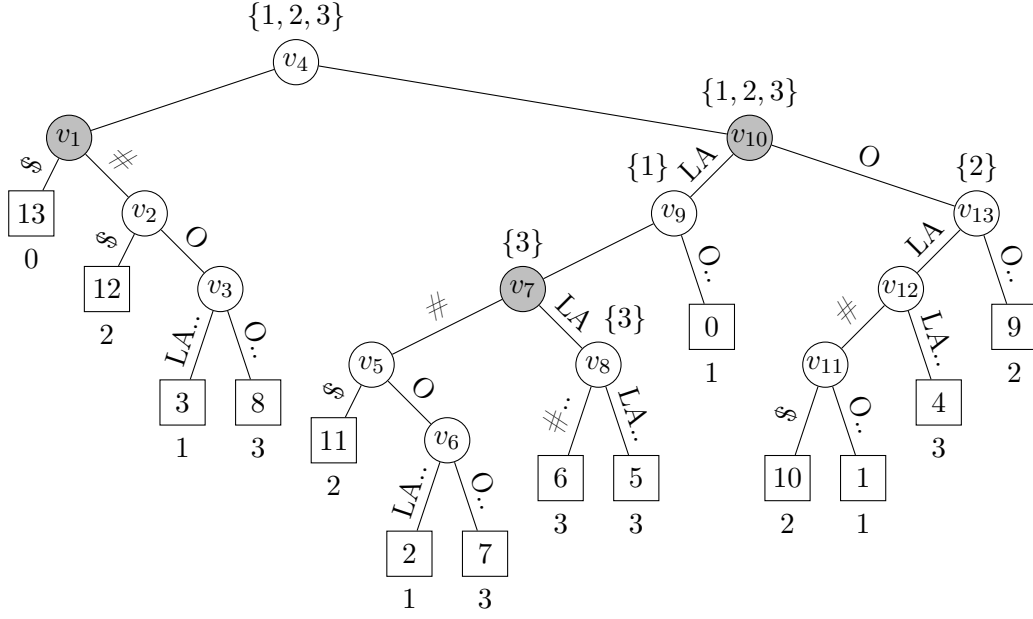 {1, 2, 3}
v4
{1, 2, 3}
v1
v10
$
#
LA
O
{1}
{2}
13
v2
v9
v13
0
$
O
{3}
O..
LA
O..
12
v3
v7
v12
2
LA..
O..
#
LA
{3}
0
#
LA..
9
v5
v8
1
v11
2
3
8
$
O
#..
LA..
$
O..
4
1
3
11
v6
3
2
LA..
O..
6
5
10
1
3
3
2
1
2
7
1
3